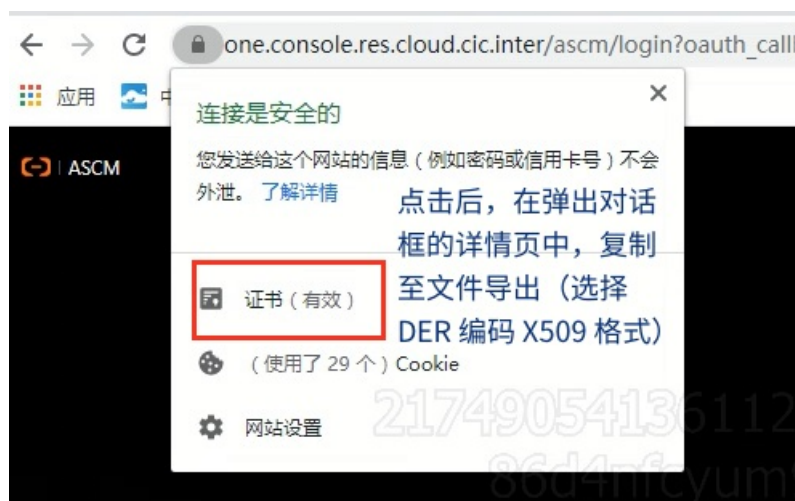 one.console.res.cloud.cic.inter/ascm/login?oauth_call
应用
连接是安全的
ASCM
您发送给这个网站的信息（例如密码或信用卡号）不会
外泄。 了解详情
点击后，在弹出对话
框的详情页中，复制
至文件导出（选择
DER 编码 X509 格式）
证书（有效）
（使用了 29 个）Cookie
网站设置
21749054136112
86d4nfcyum